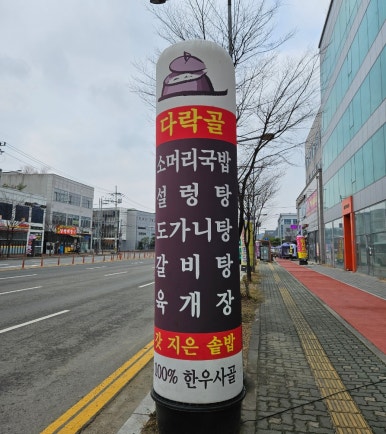 다락골
소머리국밥
설렁탕
도가니탕
갈비탕
육개장
갓 지은 솥밥
100% 한우사골